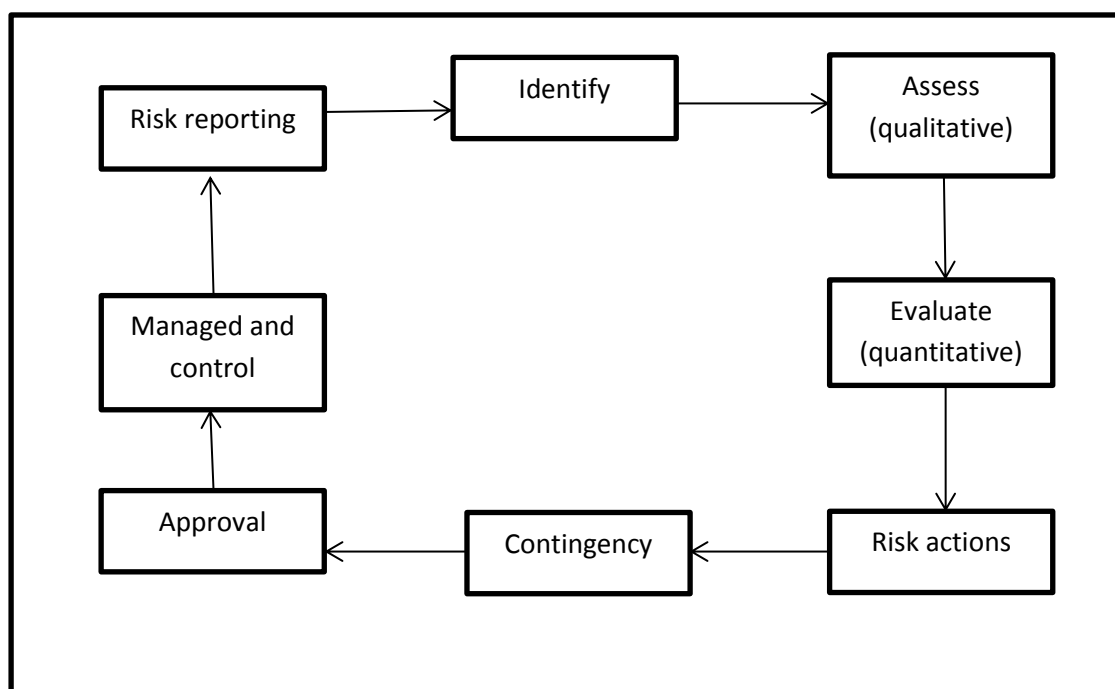 Risk reporting
Identify
Assess
(qualitative)
Managed and
control
Evaluate
(quantitative)
Approval
Contingency
Risk actions